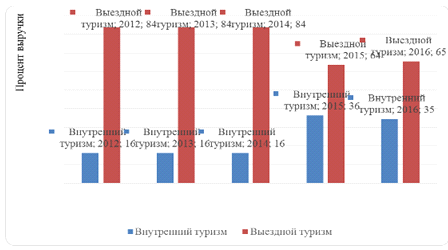 Процент выручки
Выездной
туризм; 2012; 84
Выездной
туризм; 2013; 84
Выездной
туризм; 2014; 84
Выездной
туризм; 2015; 64
Выездной
туризм; 2016; 65
Внутренний
туризм; 2012; 16
Внутренний
туризм; 2013; 16
Внутренний
туризм; 2014; 16
Внутренний
туризм; 2015; 36
Внутренний
туризм; 2016; 35
Внутренний туризм
Выездной туризм